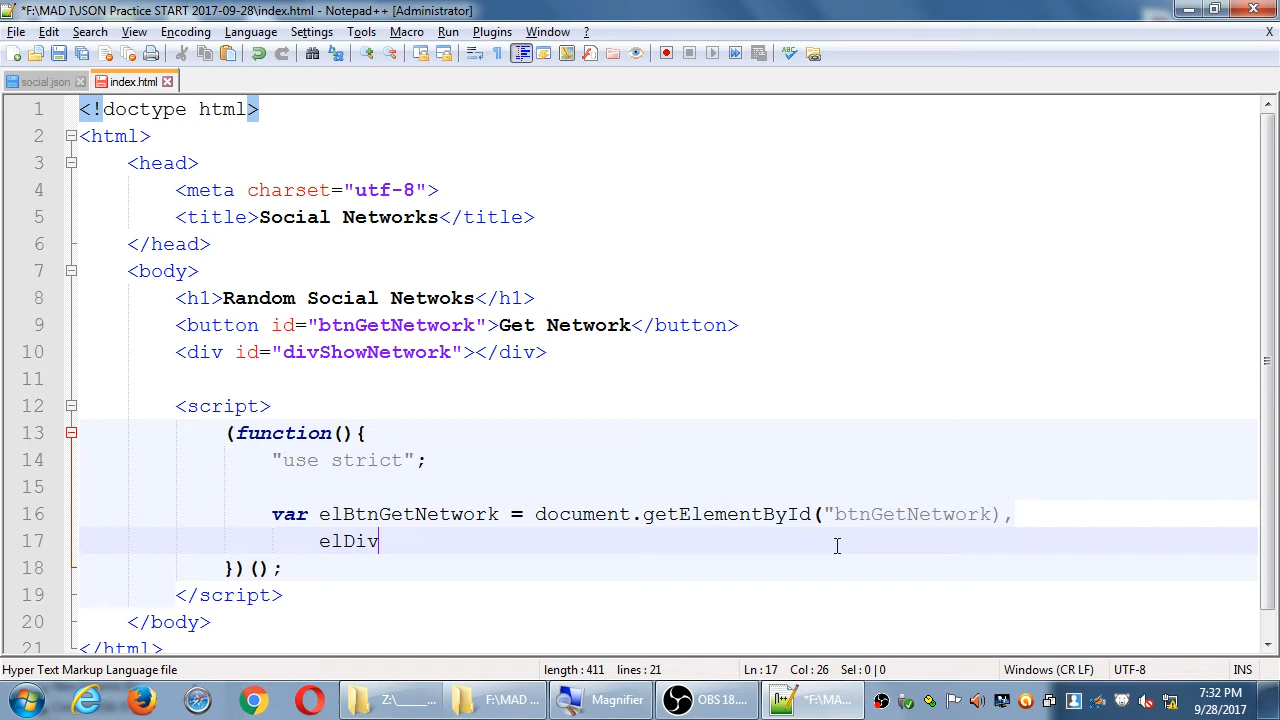 *F:\MAD I\JSON Practice START 2017-09-28\index.html - Notepad++ [Administrator]
File Edit Search View Encoding Language Settings Tools Macro Run Plugins Window ? X
social.json index.html
1 <!doctype html>
2 <html>
3 <head>
4 <meta charset="utf-8">
5 <title>Social Networks</title>
6 </head>
7 <body>
8 <h1>Random Social Netwoks</h1>
9 <button id="btnGetNetwork">Get Network</button>
10 <div id="divShowNetwork"></div>
11
12 <script>
13 (function(){
14 "use strict";
15
16 var elBtnGetNetwork = document.getElementById("btnGetNetwork),
17 elDiv
18 })();
19 </script>
20 </body>
21 </html>
Hyper Text Markup Language file length : 411 lines : 21 Ln : 17 Col : 26 Sel : 0 | 0 Windows (CR LF) UTF-8 INS
Z:\_____... F:\MAD ... Magnifier OBS 18.... *F:\MA... 7:32 PM
9/28/2017